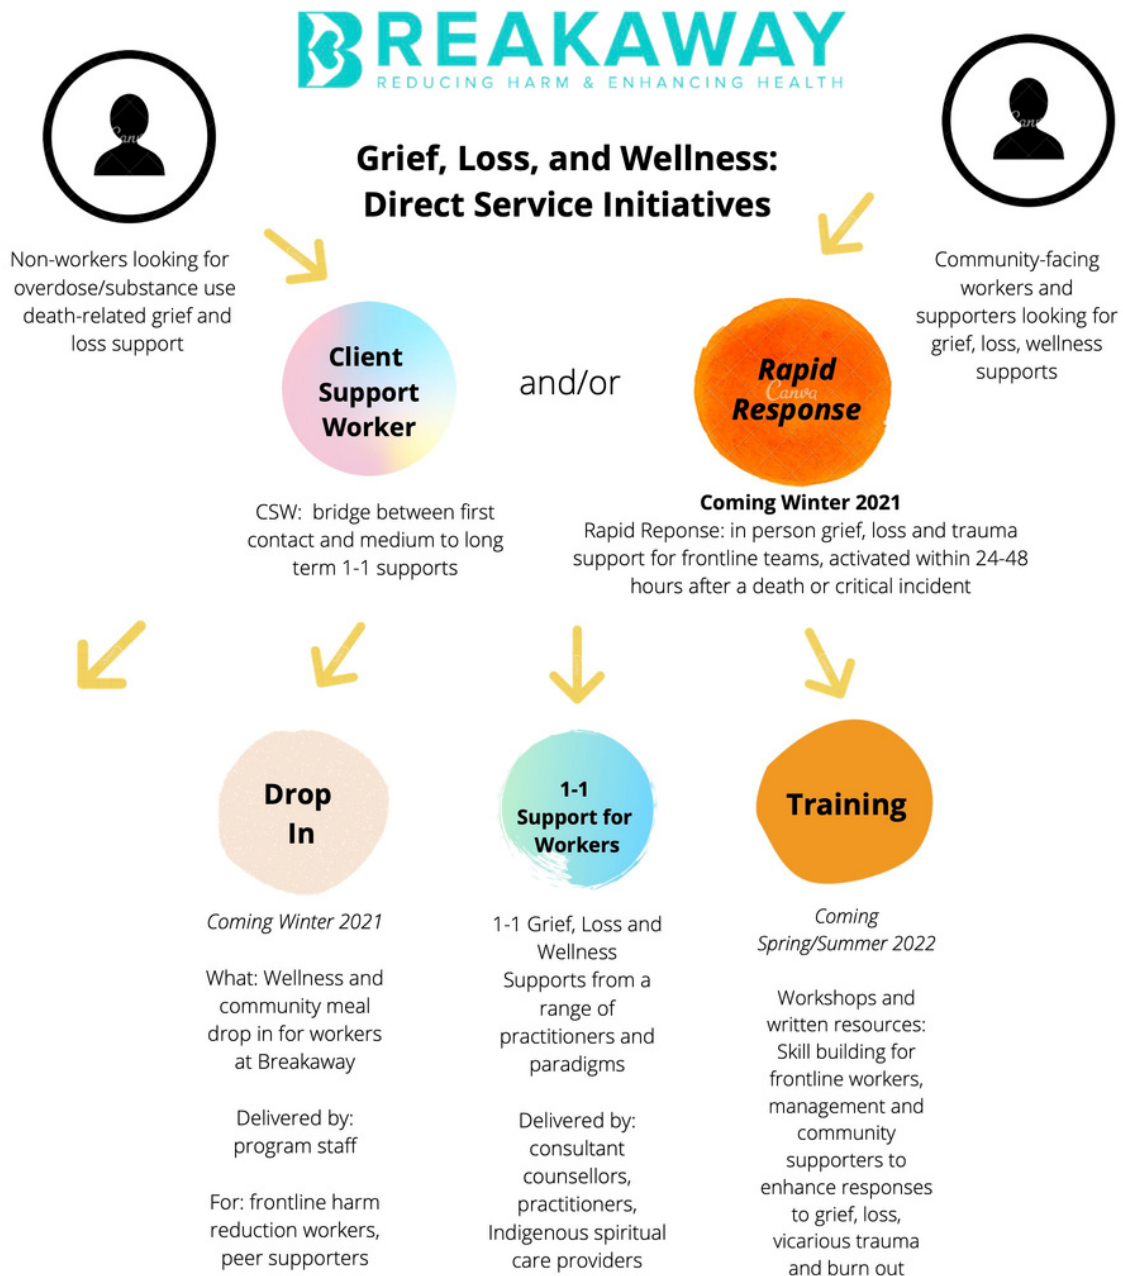 BREAKAWAY
REDUCING HARM & ENHANCING HEALTH
Grief, Loss, and Wellness:
Direct Service Initiatives
Non-workers looking for
overdose/substance use
death-related grief and
loss support
Community-facing
workers and
supporters looking for
grief, loss, wellness
supports
Client
Support
Worker
and/or
Rapid
Canva
Response
CSW: bridge between first
contact and medium to long
term 1-1 supports
Coming Winter 2021
Rapid Reponse: in person grief, loss and trauma
support for frontline teams, activated within 24-48
hours after a death or critical incident
Drop
In
Coming Winter 2021
What: Wellness and
community meal
drop in for workers
at Breakaway
Delivered by:
program staff
For: frontline harm
reduction workers,
peer supporters
1-1
Support for
Workers
1-1 Grief, Loss and
Wellness
Supports from a
range of
practitioners and
paradigms
Delivered by:
consultant
counsellors,
practitioners,
Indigenous spiritual
care providers
Training
Coming
Spring/Summer 2022
Workshops and
written resources:
Skill building for
frontline workers,
management and
community
supporters to
enhance responses
to grief, loss,
vicarious trauma
and burn out